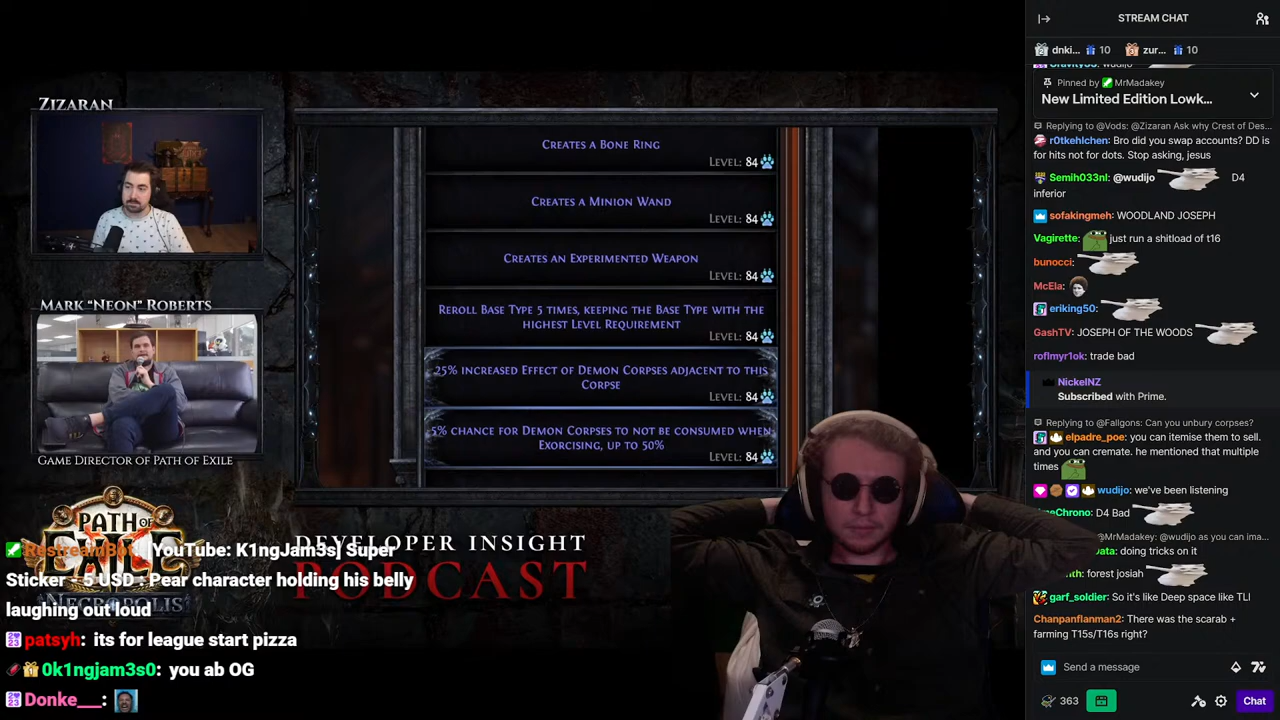 ZIZARAN
MARK “NEON” ROBERTS
GAME DIRECTOR OF PATH OF EXILE
CREATES A BONE RING
LEVEL: 84
CREATES A MINION WAND
LEVEL: 84
CREATES AN EXPERIMENTED WEAPON
LEVEL: 84
REROLL BASE TYPE 5 TIMES, KEEPING THE BASE TYPE WITH THE
HIGHEST LEVEL REQUIREMENT
LEVEL: 84
25% INCREASED EFFECT OF DEMON CORPSES ADJACENT TO THIS
CORPSE
LEVEL: 84
5% CHANCE FOR DEMON CORPSES TO NOT BE CONSUMED WHEN
EXORCISING, UP TO 50%
LEVEL: 84
DEVELOPER INSIGHT
PODCAST
PATH OF
EXILE
NECROPOLIS
RestreamBot: [YouTube: K1ngJam3s] Super
Sticker - 5 USD : Pear character holding his belly
laughing out loud
patsyh: its for league start pizza
0k1ngjam3s0: you ab OG
Donke___:
STREAM CHAT
dnki... 10 zur... 10
Pinned by MrMadakey
New Limited Edition Lowk...
Replying to @Vods: @Zizaran Ask why Crest of Des...
r0tkehlchen: Bro did you swap accounts? DD is
for hits not for dots. Stop asking, jesus
Semih033nl: @wudijo D4
inferior
sofakingmeh: WOODLAND JOSEPH
Vagirette: just run a shitload of t16
bunocci:
McEla:
eriking50:
GashTV: JOSEPH OF THE WOODS
roflmyr1ok: trade bad
NickelNZ
Subscribed with Prime.
Replying to @Fallgons: Can you unbury corpses?
elpadre_poe: you can itemise them to sell.
and you can cremate. he mentioned that multiple
times
wudijo: we've been listening
Chrono: D4 Bad
@MrMadakey: @wudijo as you can ima...
ata: doing tricks on it
th: forest josiah
garf_soldier: So it's like Deep space like TLI
Chanpanflanman2: There was the scarab +
farming T15s/T16s right?
Send a message
363
Chat